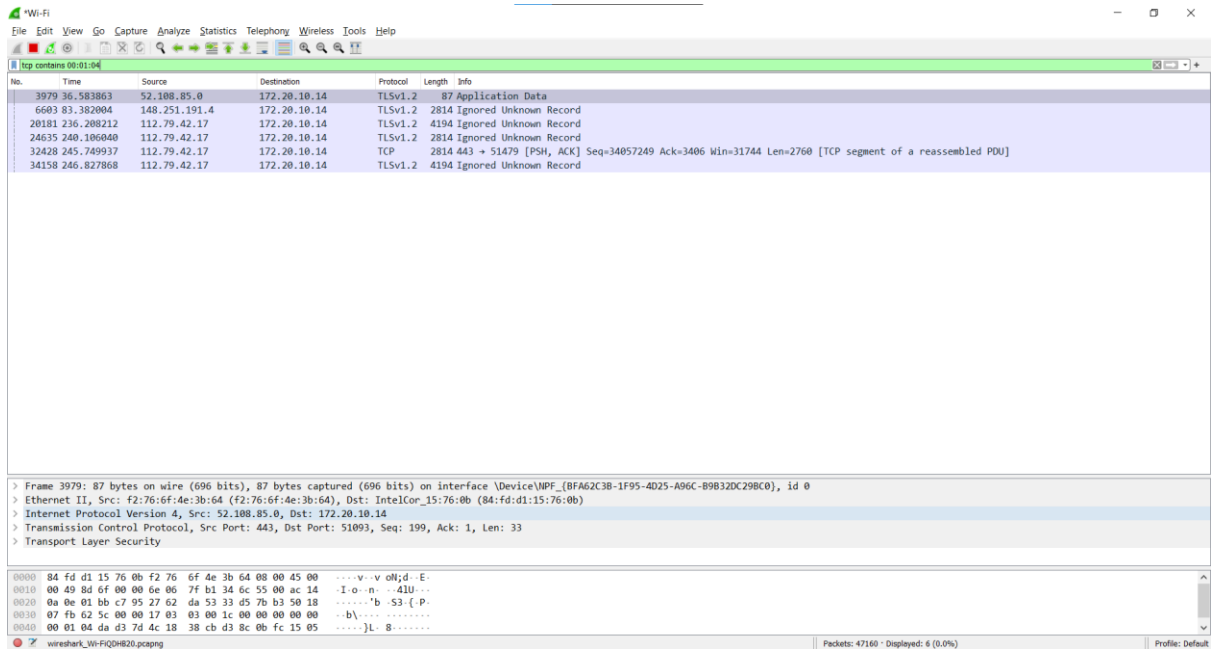 *Wi-Fi
File Edit View Go Capture Analyze Statistics Telephony Wireless Tools Help
tcp contains 00:01:04
No. Time Source Destination Protocol Length Info
3979 36.583863 52.108.85.0 172.20.10.14 TLSv1.2 87 Application Data
6603 83.382004 148.251.191.4 172.20.10.14 TLSv1.2 2814 Ignored Unknown Record
20181 236.208212 112.79.42.17 172.20.10.14 TLSv1.2 4194 Ignored Unknown Record
24635 240.106040 112.79.42.17 172.20.10.14 TLSv1.2 2814 Ignored Unknown Record
32428 245.749937 112.79.42.17 172.20.10.14 TCP 2814 443 → 51479 [PSH, ACK] Seq=34057249 Ack=3406 Win=31744 Len=2760 [TCP segment of a reassembled PDU]
34158 246.827868 112.79.42.17 172.20.10.14 TLSv1.2 4194 Ignored Unknown Record
> Frame 3979: 87 bytes on wire (696 bits), 87 bytes captured (696 bits) on interface \Device\NPF_{BFA62C3B-1F95-4D25-A96C-B9B32DC29BC0}, id 0
> Ethernet II, Src: f2:76:6f:4e:3b:64 (f2:76:6f:4e:3b:64), Dst: IntelCor_15:76:0b (84:fd:d1:15:76:0b)
> Internet Protocol Version 4, Src: 52.108.85.0, Dst: 172.20.10.14
> Transmission Control Protocol, Src Port: 443, Dst Port: 51093, Seq: 199, Ack: 1, Len: 33
> Transport Layer Security
0000 84 fd d1 15 76 0b f2 76 6f 4e 3b 64 08 00 45 00 ····v··v oN;d··E·
0010 00 49 8d 6f 00 00 6e 06 7f b1 34 6c 55 00 ac 14 ·I·o··n· ··4lU···
0020 0a 0e 01 bb c7 95 27 62 da 53 33 d5 7b b3 50 18 ······'b ·S3·{·P·
0030 07 fb 62 5c 00 00 17 03 03 00 1c 00 00 00 00 00 ··b\···· ········
0040 00 01 04 da d3 7d 4c 18 38 cb d3 8c 0b fc 15 05 ·····}L· 8·······
wireshark_Wi-FiQDHB20.pcapng Packets: 47160 · Displayed: 6 (0.0%) Profile: Default